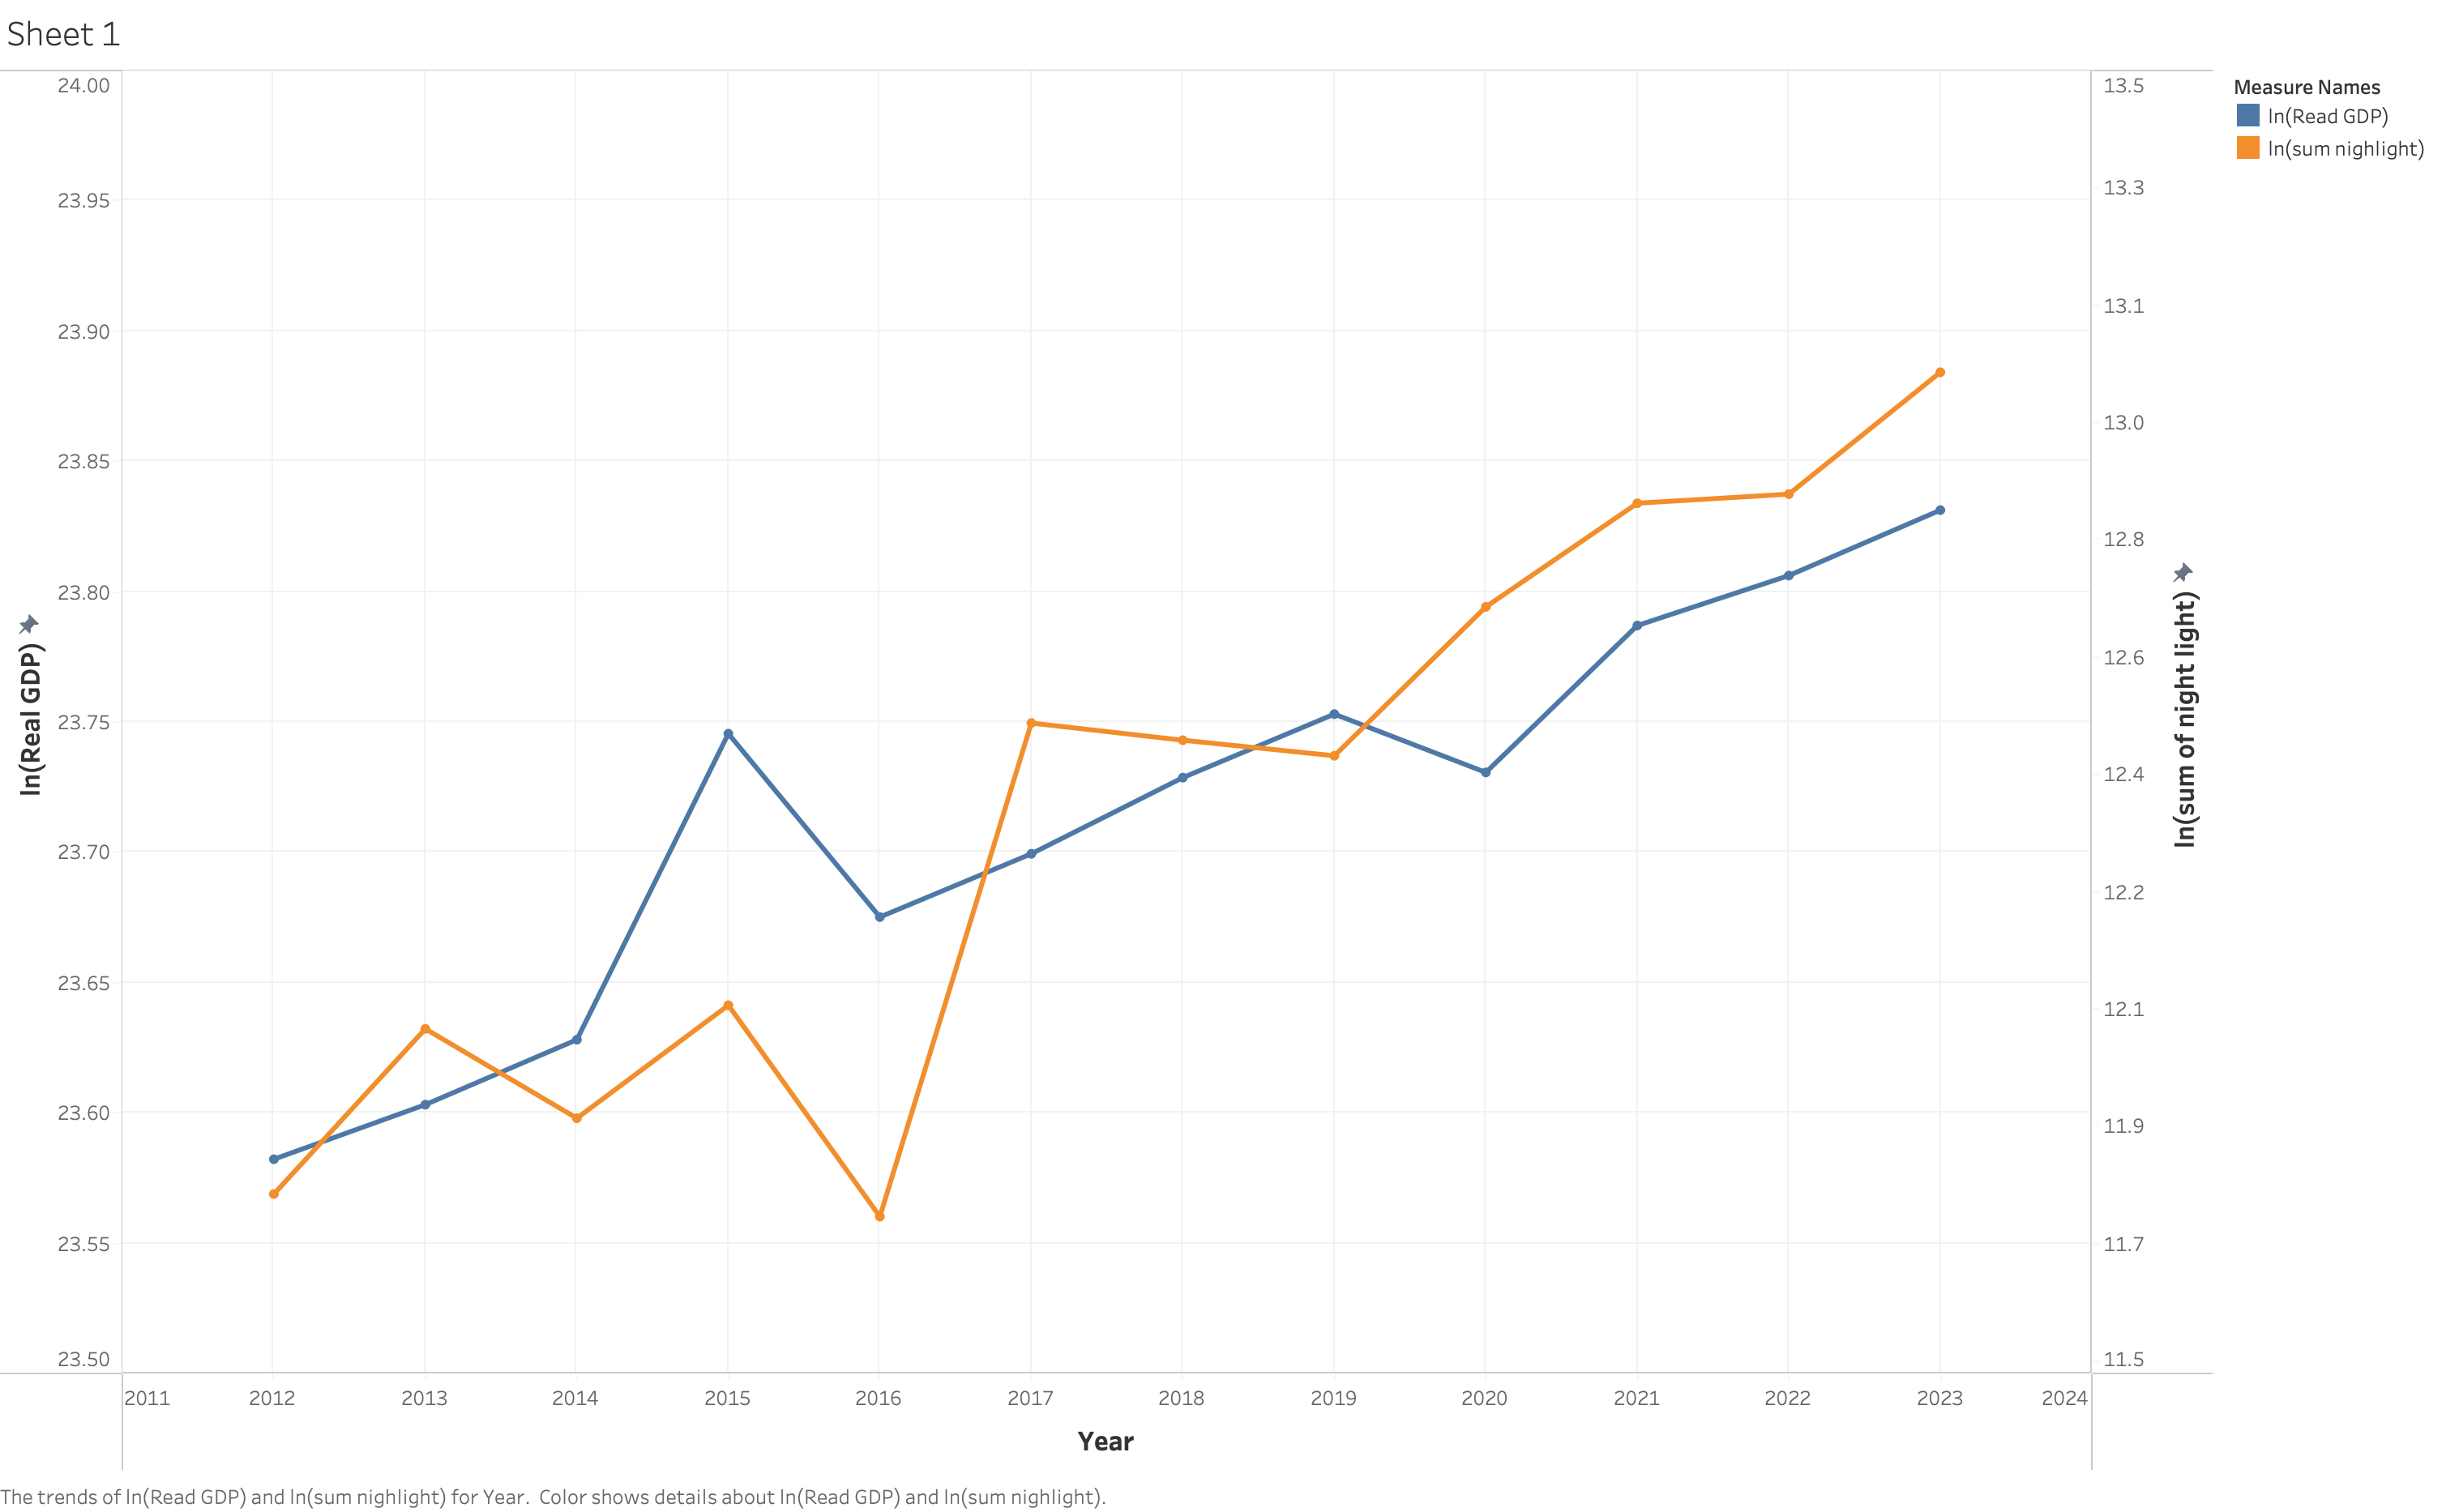 Sheet 1
24.00
23.95
23.90
23.85
23.80
23.75
23.70
23.65
23.60
23.55
23.50
ln(Real GDP)
13.5
13.3
13.1
13.0
12.8
12.6
12.4
12.2
12.1
11.9
11.7
11.5
ln(sum of night light)
2011 2012 2013 2014 2015 2016 2017 2018 2019 2020 2021 2022 2023 2024
Year
Measure Names
ln(Read GDP)
ln(sum nighlight)
The trends of ln(Read GDP) and ln(sum nighlight) for Year.  Color shows details about ln(Read GDP) and ln(sum nighlight).